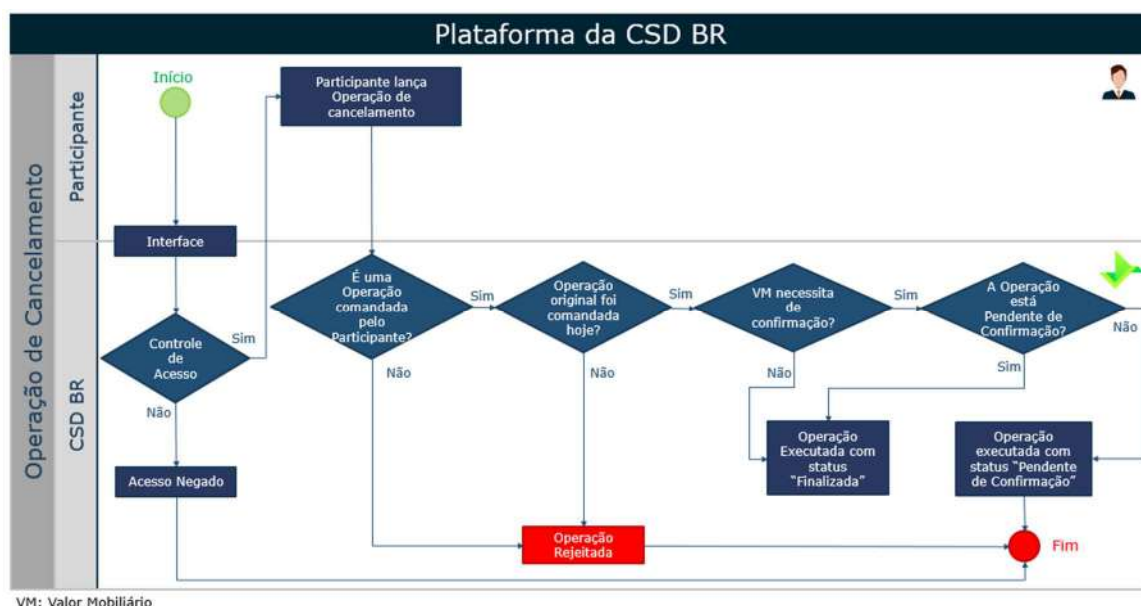 Plataforma da CSD BR
Operação de Cancelamento
Participante
CSD BR
Início
Participante lança
Operação de
cancelamento
Interface
Controle
de
Acesso
Sim
Não
Acesso Negado
É uma
Operação
comandada
pelo
Participante?
Sim
Não
Operação
original foi
comandada
hoje?
Sim
Não
VM necessita
de
confirmação?
Sim
Não
A Operação
está
Pendente de
Confirmação?
Não
Sim
Operação
Executada com
status
"Finalizada"
Operação
executada com
status "Pendente
de Confirmação"
Operação
Rejeitada
Fim
VM: Valor Mobiliário